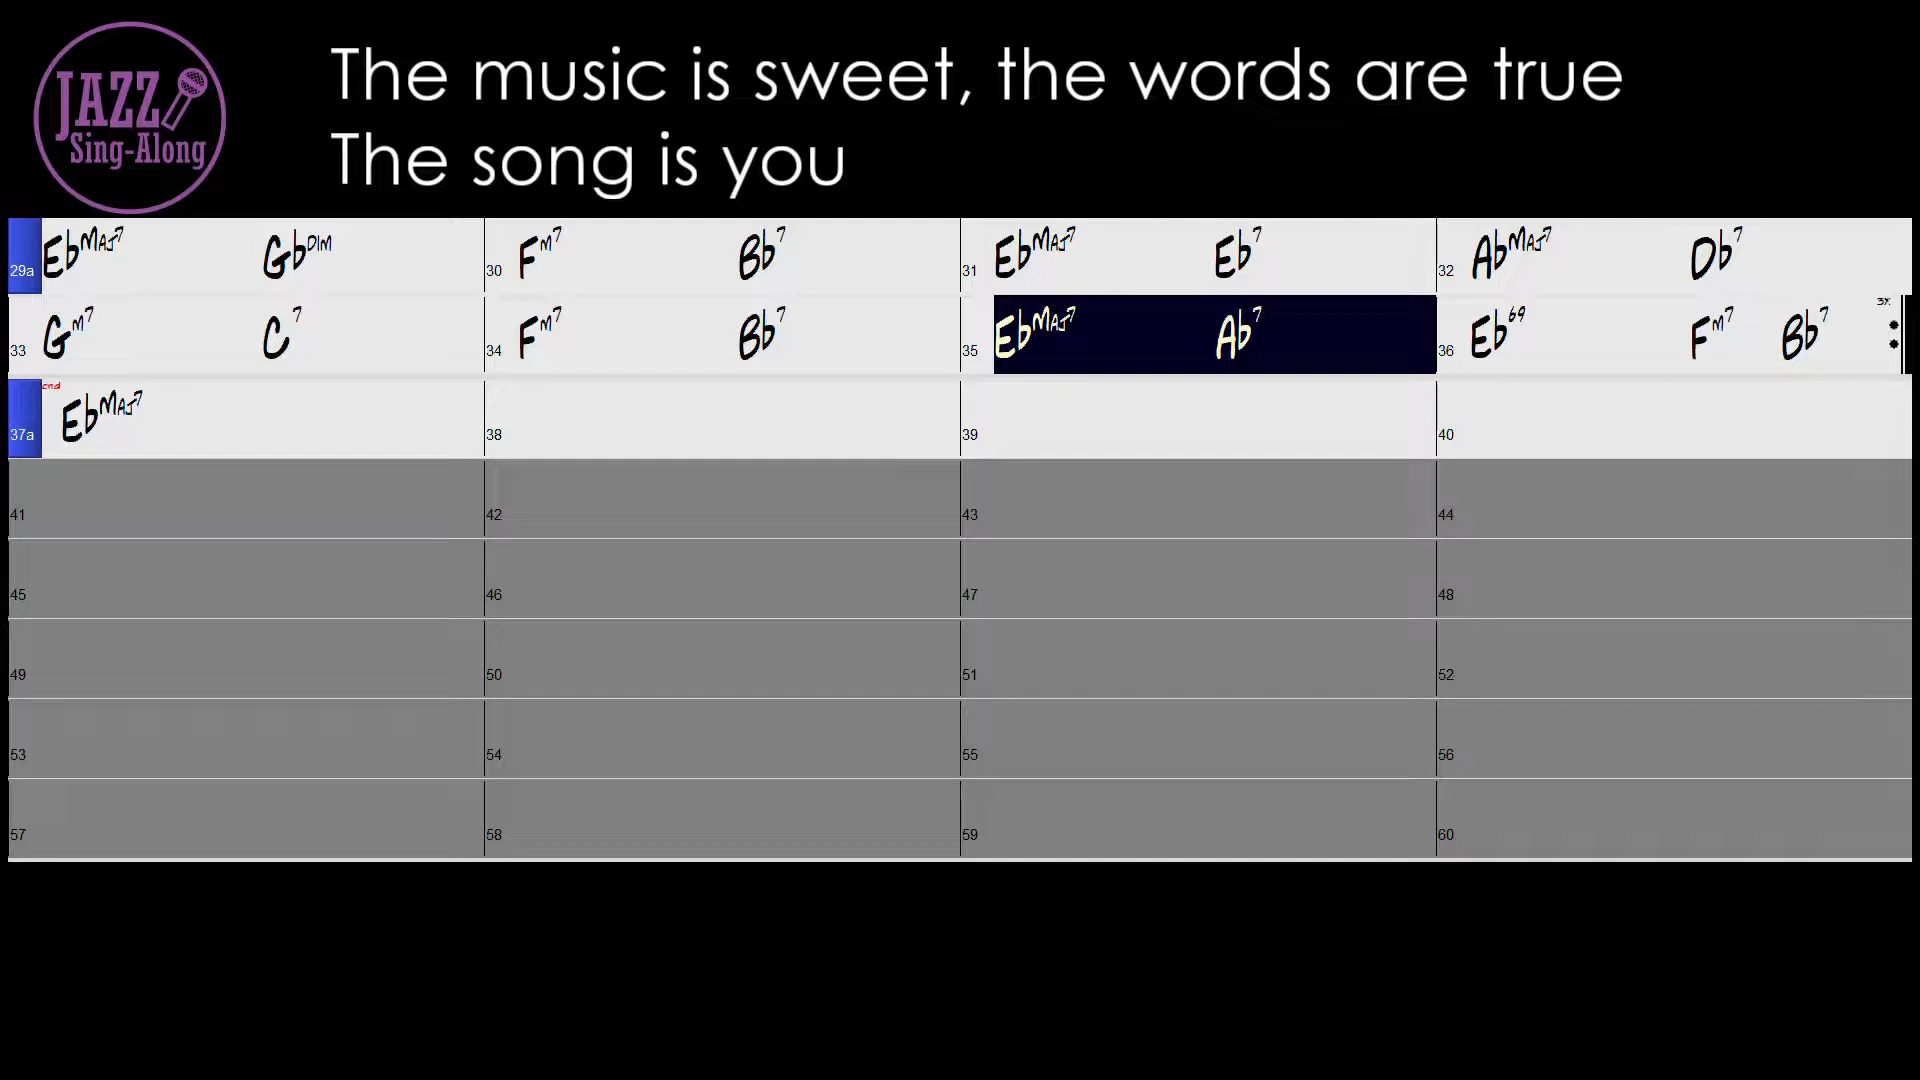 JAZZ
Sing-Along
The music is sweet, the words are true
The song is you
29a EbMAJ7 GbDIM 30 Fm7 Bb7 31 EbMAJ7 Eb7 32 AbMAJ7 Db7
33 Gm7 C7 34 Fm7 Bb7 35 EbMAJ7 Ab7 36 Eb69 Fm7 Bb7 3x
37a end EbMAJ7 38 39 40
41 42 43 44
45 46 47 48
49 50 51 52
53 54 55 56
57 58 59 60